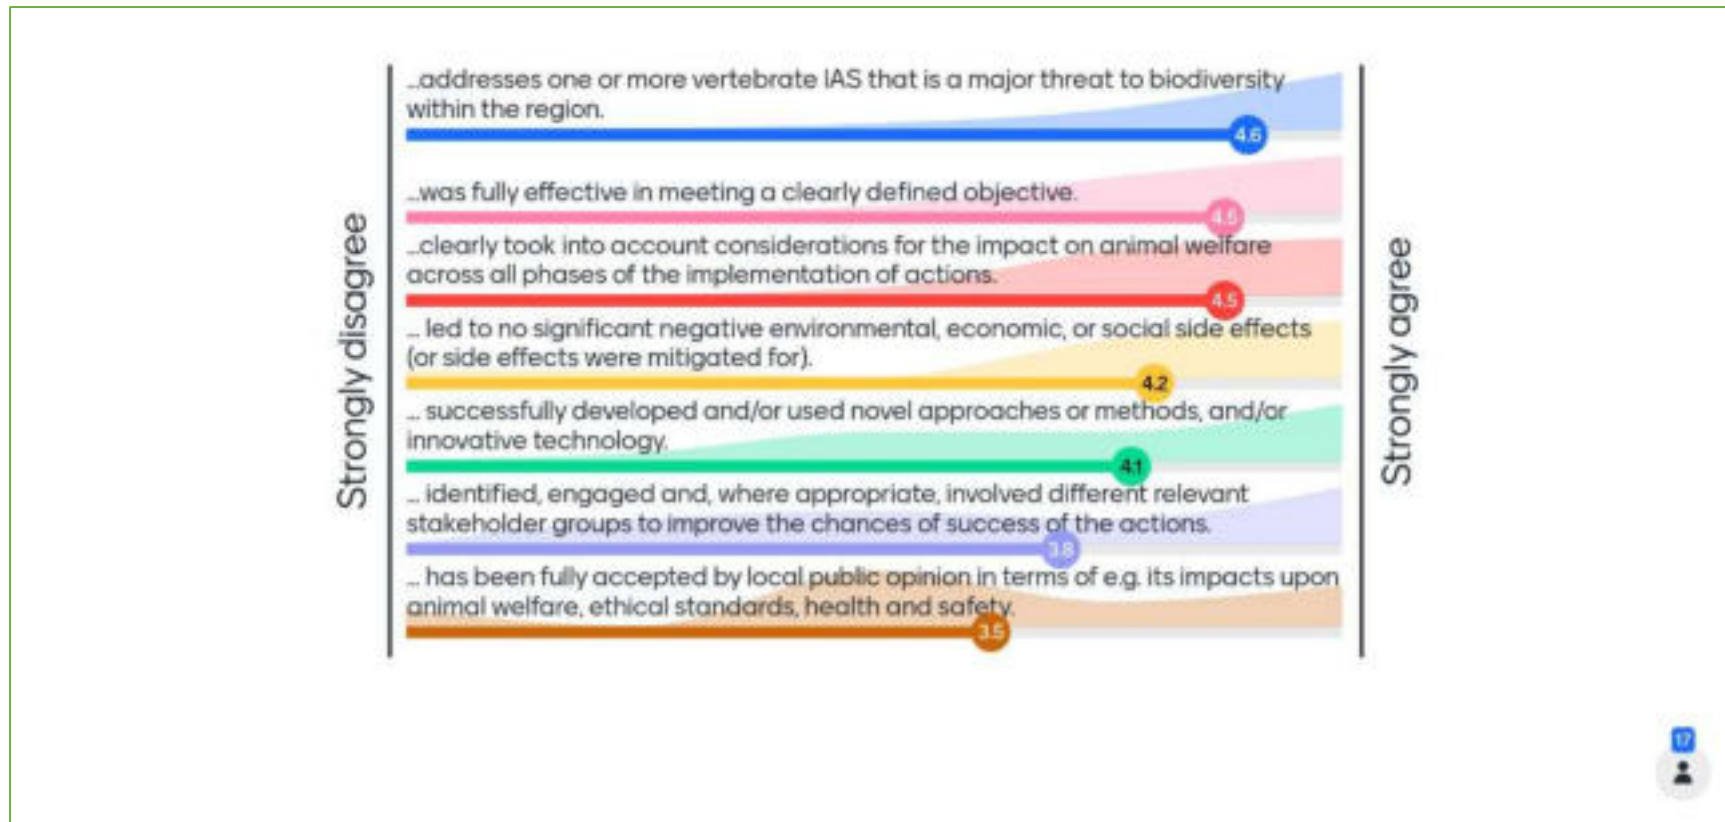 Strongly disagree
...addresses one or more vertebrate IAS that is a major threat to biodiversity
within the region.
4.6
...was fully effective in meeting a clearly defined objective.
4.5
...clearly took into account considerations for the impact on animal welfare
across all phases of the implementation of actions.
4.5
... led to no significant negative environmental, economic, or social side effects
(or side effects were mitigated for).
4.2
... successfully developed and/or used novel approaches or methods, and/or
innovative technology.
4.1
... identified, engaged and, where appropriate, involved different relevant
stakeholder groups to improve the chances of success of the actions.
3.8
... has been fully accepted by local public opinion in terms of e.g. its impacts upon
animal welfare, ethical standards, health and safety.
3.5
Strongly agree
17